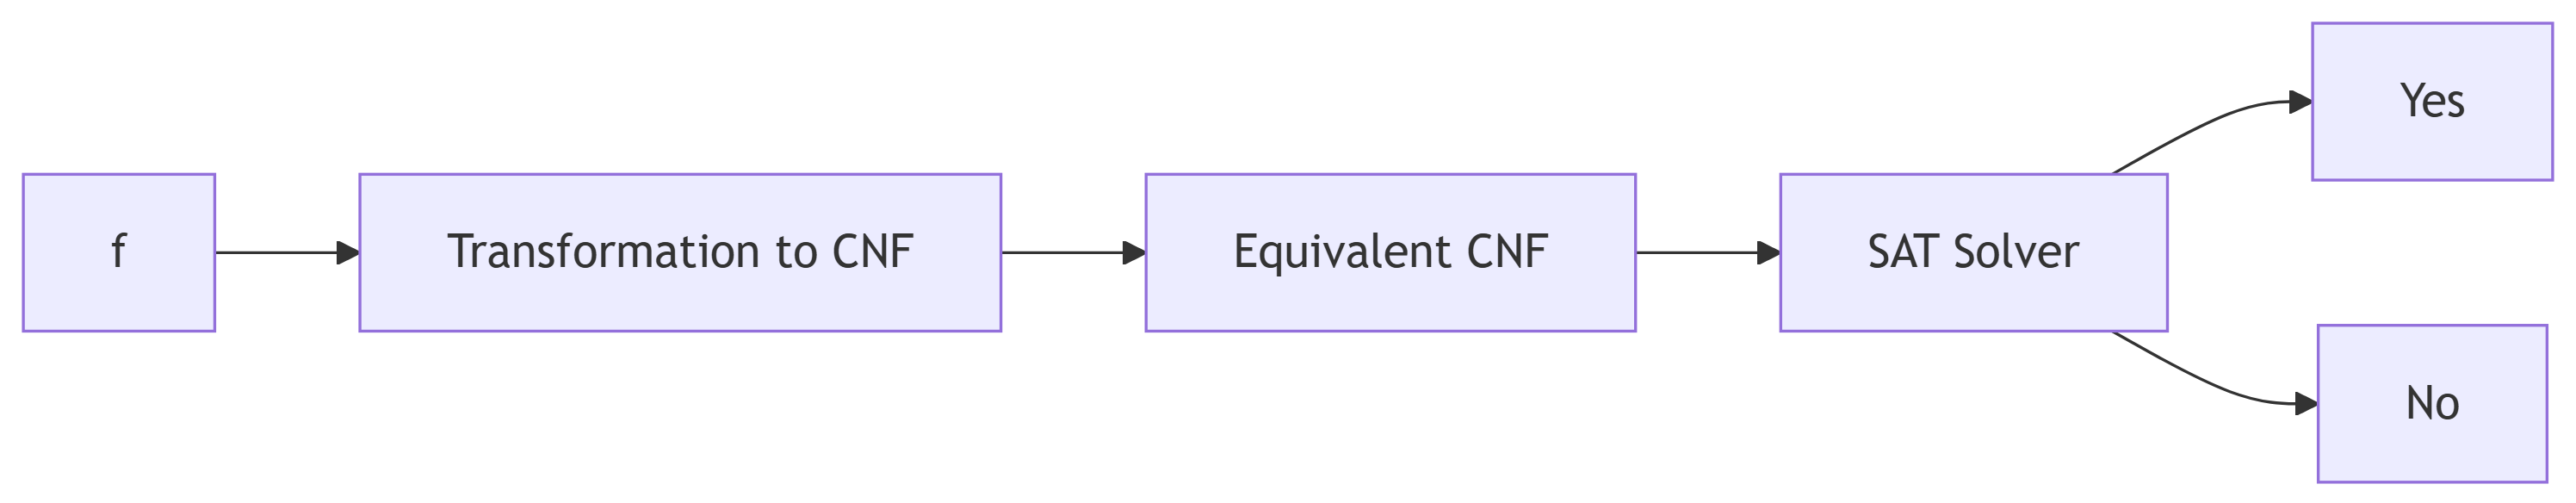 f
Transformation to CNF
Equivalent CNF
SAT Solver
Yes
No